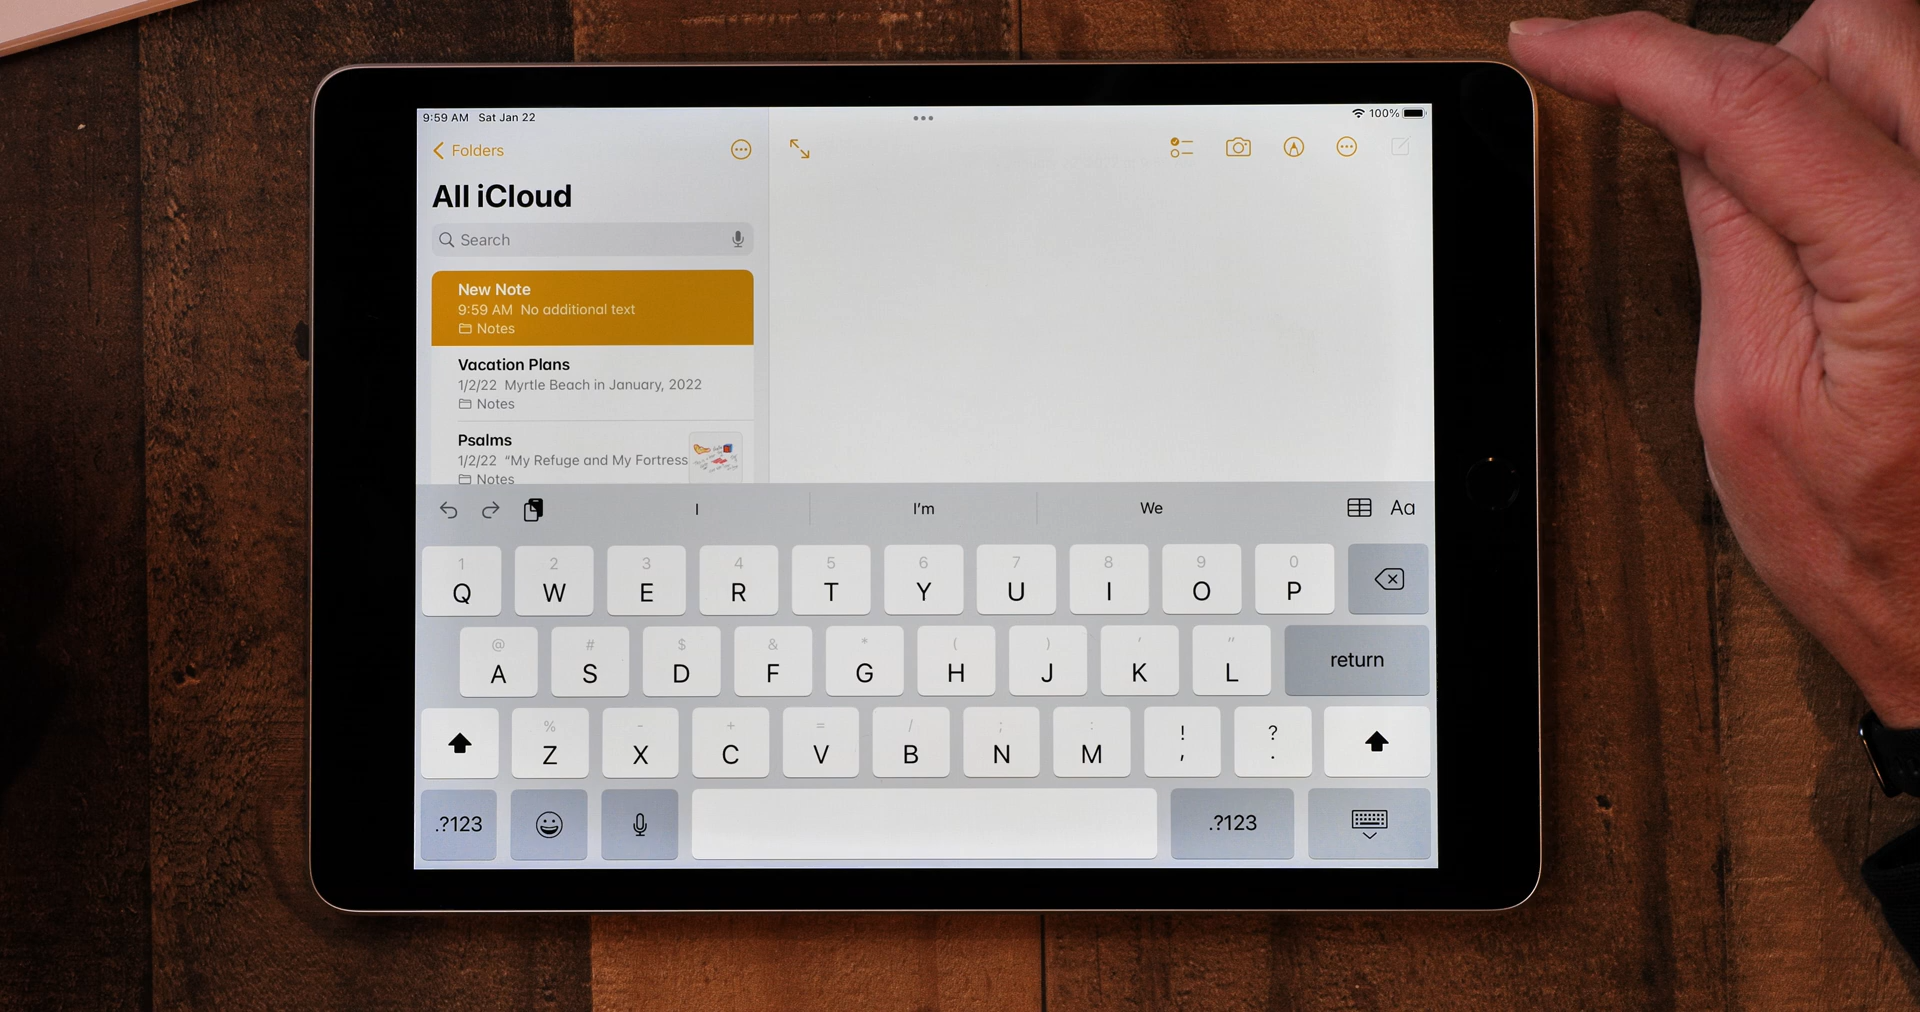 9:59 AM Sat Jan 22
100%
Folders
All iCloud
Search
New Note
9:59 AM No additional text
Notes
Vacation Plans
1/2/22 Myrtle Beach in January, 2022
Notes
Psalms
1/2/22 “My Refuge and My Fortress
Notes
I I’m We Aa
1 2 3 4 5 6 7 8 9 0
Q W E R T Y U I O P
@ # $ & * ( ) ' "
A S D F G H J K L return
% - + = / ; : ! ?
Z X C V B N M , .
.?123 .?123